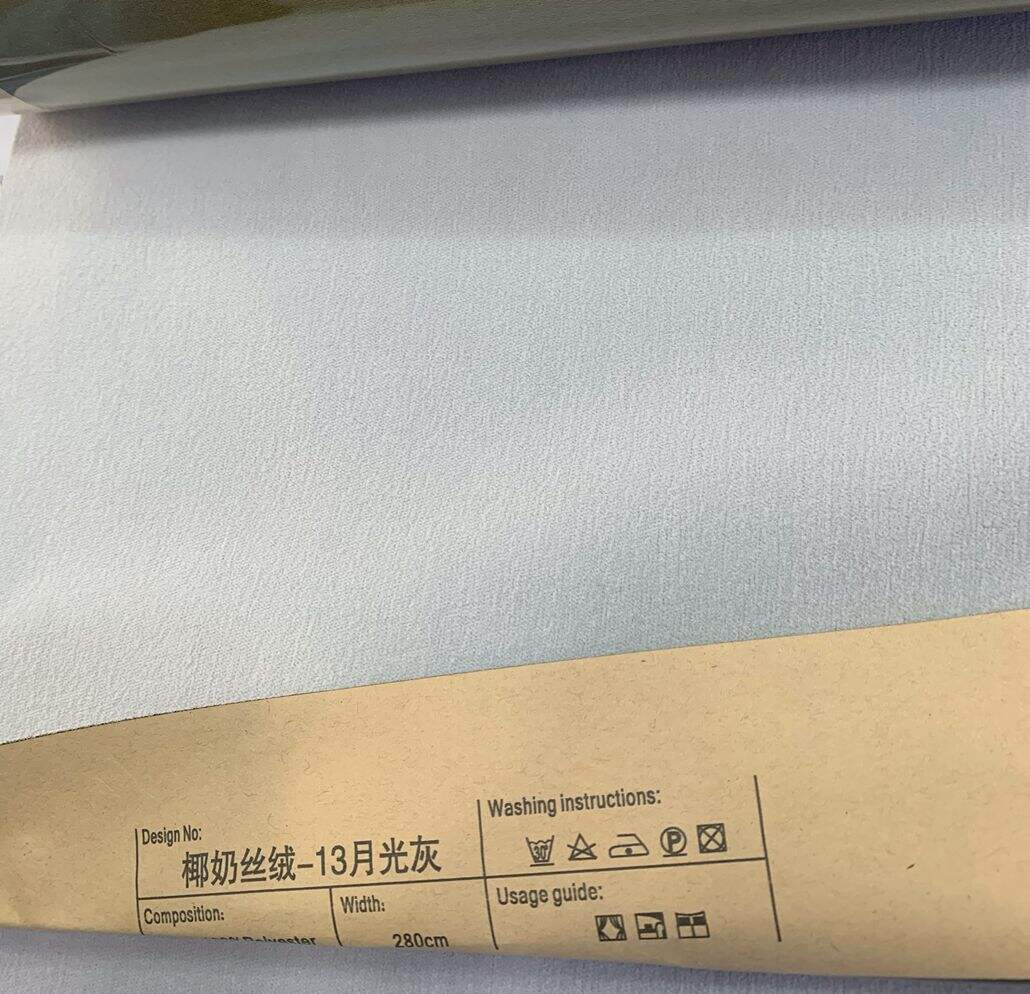 Design No:
椰奶丝绒-13月光灰
Washing instructions:
30
P
Composition:
Polyester
Width:
280cm
Usage guide: